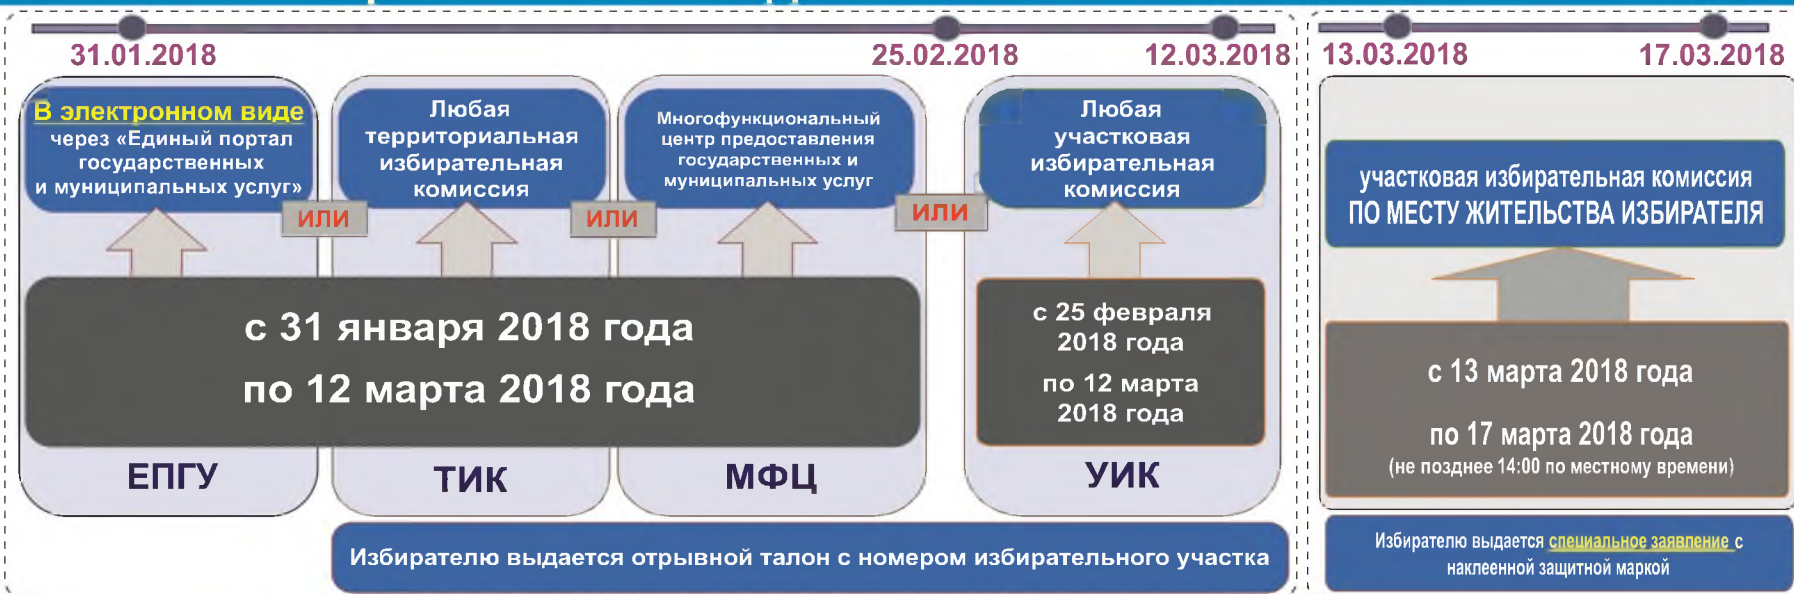 31.01.2018
25.02.2018
12.03.2018
13.03.2018
17.03.2018
В электронном виде
через «Единый портал
государственных
и муниципальных услуг»
ИЛИ
Любая
территориальная
избирательная
комиссия
ИЛИ
Многофункциональный
центр предоставления
государственных и
муниципальных услуг
ИЛИ
Любая
участковая
избирательная
комиссия
участковая избирательная комиссия
ПО МЕСТУ ЖИТЕЛЬСТВА ИЗБИРАТЕЛЯ
с 31 января 2018 года
по 12 марта 2018 года
с 25 февраля
2018 года
по 12 марта
2018 года
с 13 марта 2018 года
по 17 марта 2018 года
(не позднее 14:00 по местному времени)
ЕПГУ
ТИК
МФЦ
УИК
Избирателю выдается отрывной талон с номером избирательного участка
Избирателю выдается специальное заявление с
наклеенной защитной маркой